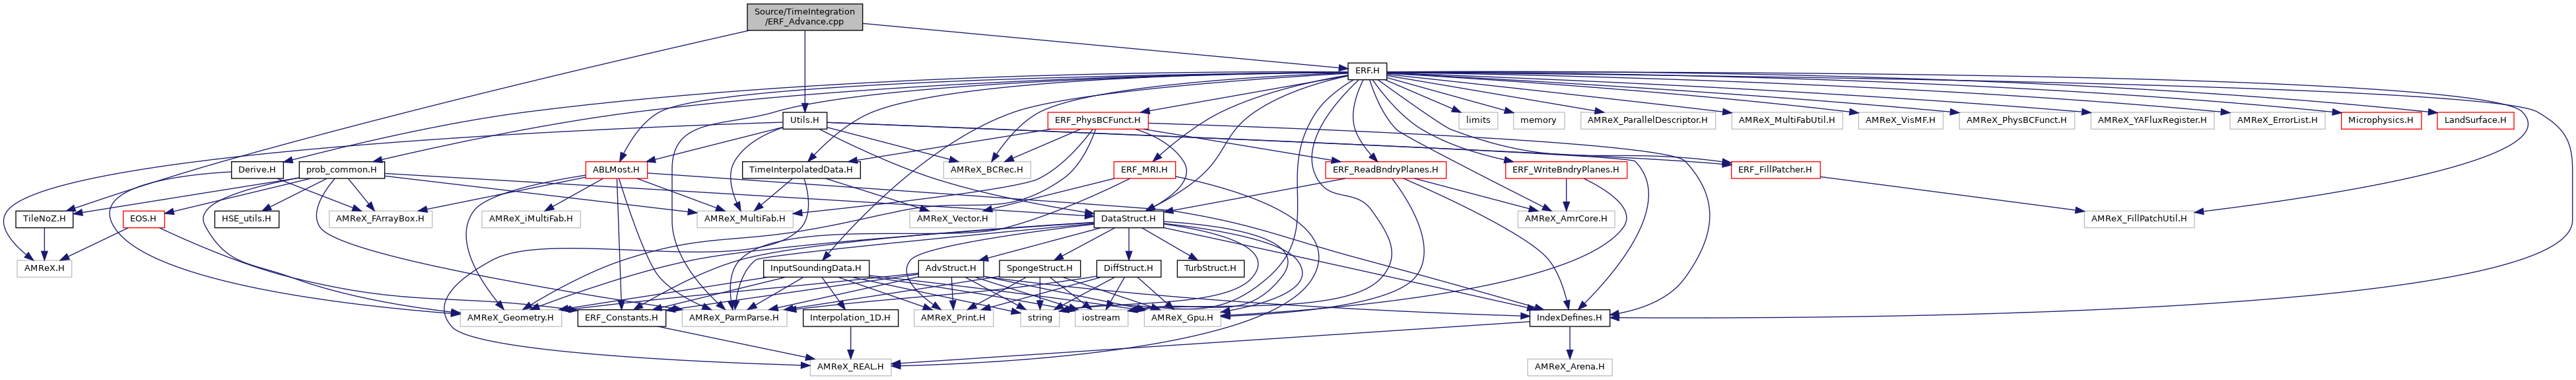 Source/TimeIntegration
/ERF_Advance.cpp
ERF.H
Utils.H
ERF_PhysBCFunct.H
limits
memory
AMReX_ParallelDescriptor.H
AMReX_MultiFabUtil.H
AMReX_VisMF.H
AMReX_PhysBCFunct.H
AMReX_YAFluxRegister.H
AMReX_ErrorList.H
Microphysics.H
LandSurface.H
Derive.H
prob_common.H
ABLMost.H
TimeInterpolatedData.H
AMReX_BCRec.H
ERF_MRI.H
ERF_ReadBndryPlanes.H
ERF_WriteBndryPlanes.H
ERF_FillPatcher.H
TileNoZ.H
EOS.H
HSE_utils.H
AMReX_FArrayBox.H
AMReX_iMultiFab.H
AMReX_MultiFab.H
AMReX_Vector.H
DataStruct.H
AMReX_AmrCore.H
AMReX_FillPatchUtil.H
AMReX.H
InputSoundingData.H
AdvStruct.H
SpongeStruct.H
DiffStruct.H
TurbStruct.H
AMReX_Geometry.H
ERF_Constants.H
AMReX_ParmParse.H
Interpolation_1D.H
AMReX_Print.H
string
iostream
AMReX_Gpu.H
IndexDefines.H
AMReX_REAL.H
AMReX_Arena.H